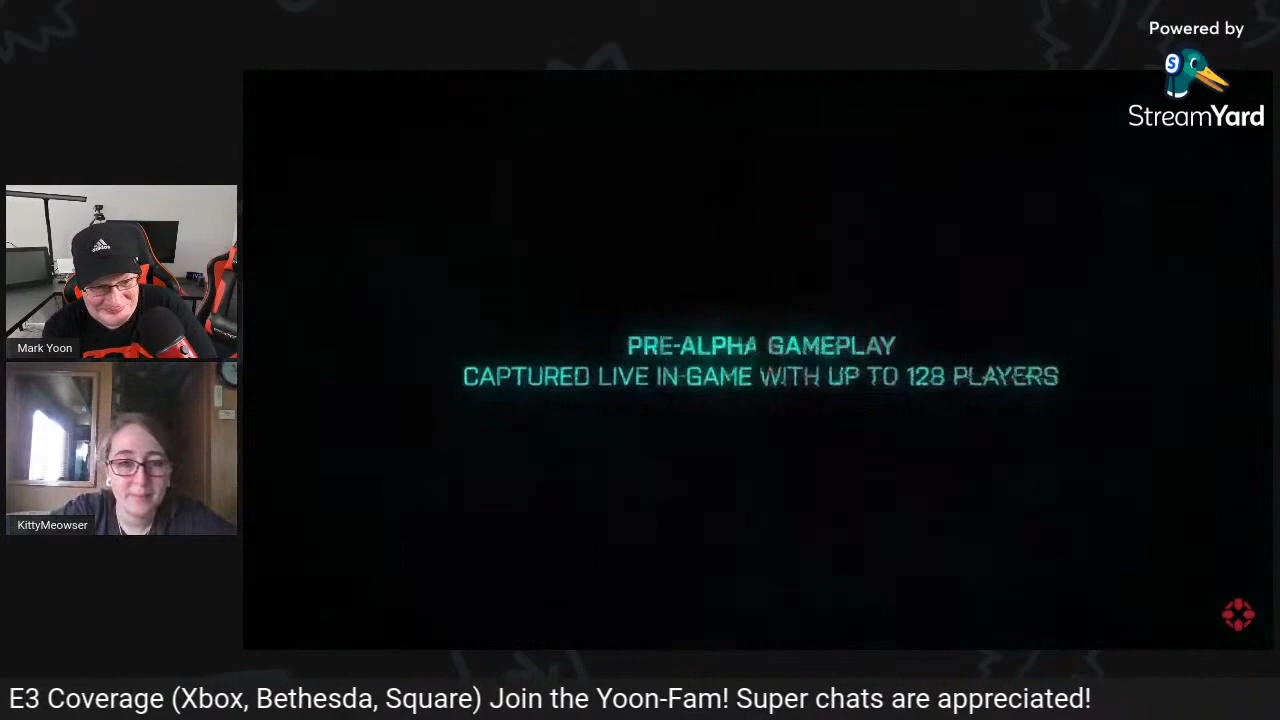 Powered by
StreamYard
Mark Yoon
KittyMeowser
PRE-ALPHA GAMEPLAY
CAPTURED LIVE IN-GAME WITH UP TO 128 PLAYERS
E3 Coverage (Xbox, Bethesda, Square) Join the Yoon-Fam! Super chats are appreciated!